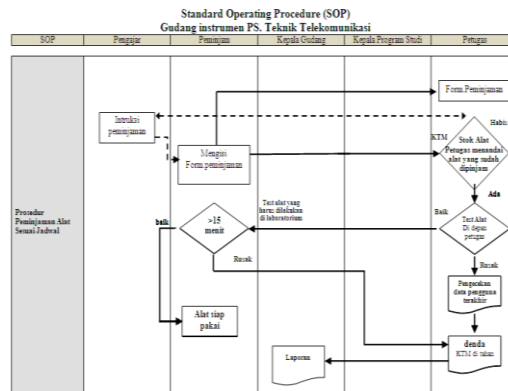 Standard Operating Procedure (SOP)
Gudang instrumen PS. Teknik Telekomunikasi
SOP
Pengajar
Peminjam
Kepala Gudang
Kepala Program Studi
Petugas
Form.Peminjaman
Intruksi
peminjaman
Habis
KTM
Stok Alat
Petugas menandai
alat yang sudah
dipinjam
Mengisi
Form.peminjaman
Ada
Prosedur
Peminjaman Alat
Sesuai Jadwal
baik
>15
menit
Test alat yang
harus dilakukan
di laboratorium
Baik
Test Alat
Di depan
petugas
Rusak
Rusak
Pengecekan
data pengguna
terakhir
Alat siap
pakai
Laporan
denda
KTM di tahan